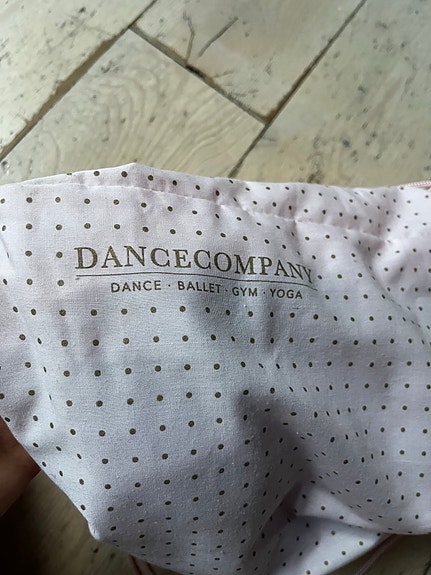 DANCECOMPANY
DANCE · BALLET · GYM · YOGA